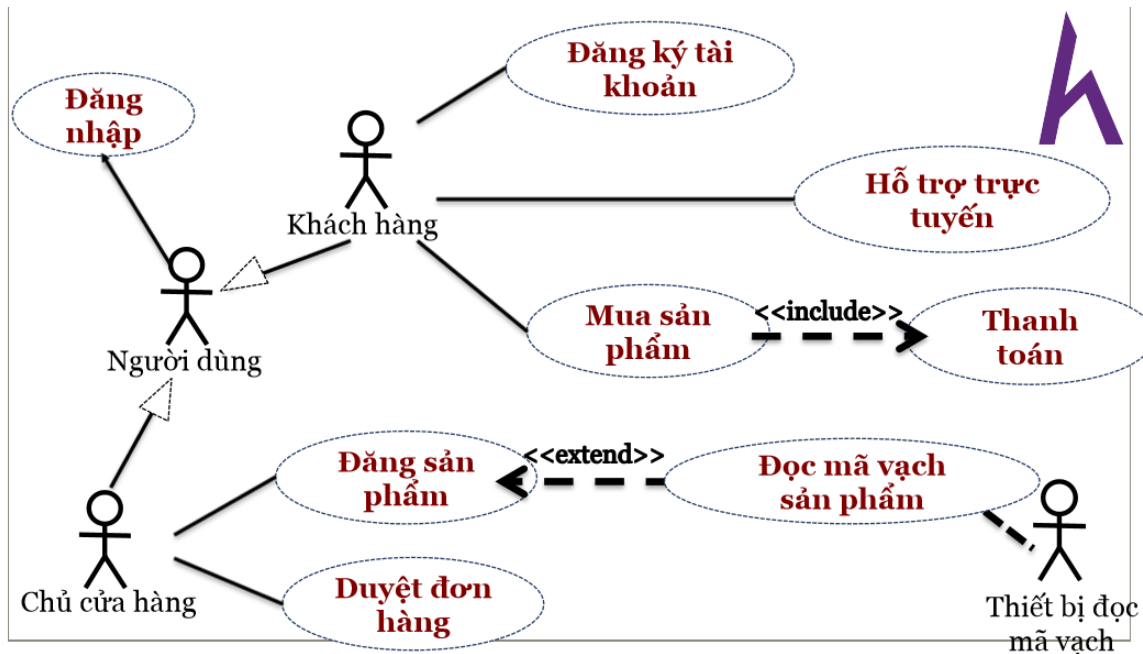 Đăng ký tài
khoản
Đăng
nhập
Hỗ trợ trực
tuyến
Khách hàng
Mua sản
phẩm
<<include>>
Thanh
toán
Người dùng
Đăng sản
phẩm
<<extend>>
Đọc mã vạch
sản phẩm
Duyệt đơn
hàng
Chủ cửa hàng
Thiết bị đọc
mã vạch